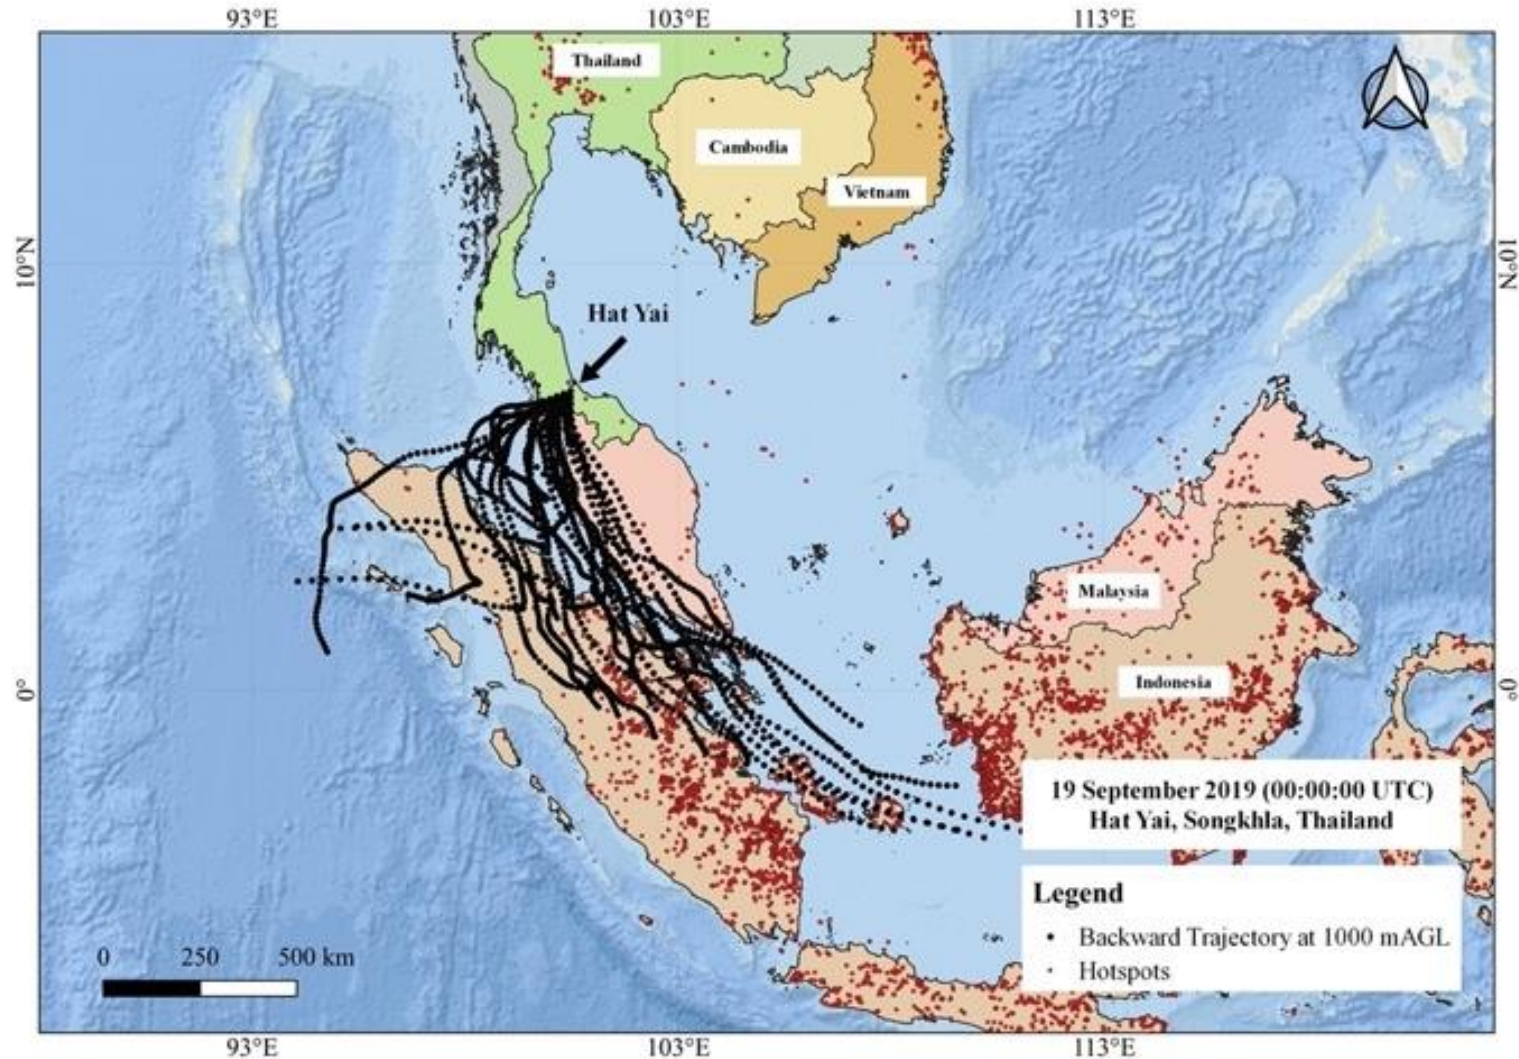 93°E 103°E 113°E
Thailand
Cambodia
Vietnam
10°N 10°N
Hat Yai
Malaysia
Indonesia
0° 0°
19 September 2019 (00:00:00 UTC)
Hat Yai, Songkhla, Thailand
Legend
Backward Trajectory at 1000 mAGL
Hotspots
0 250 500 km
93°E 103°E 113°E